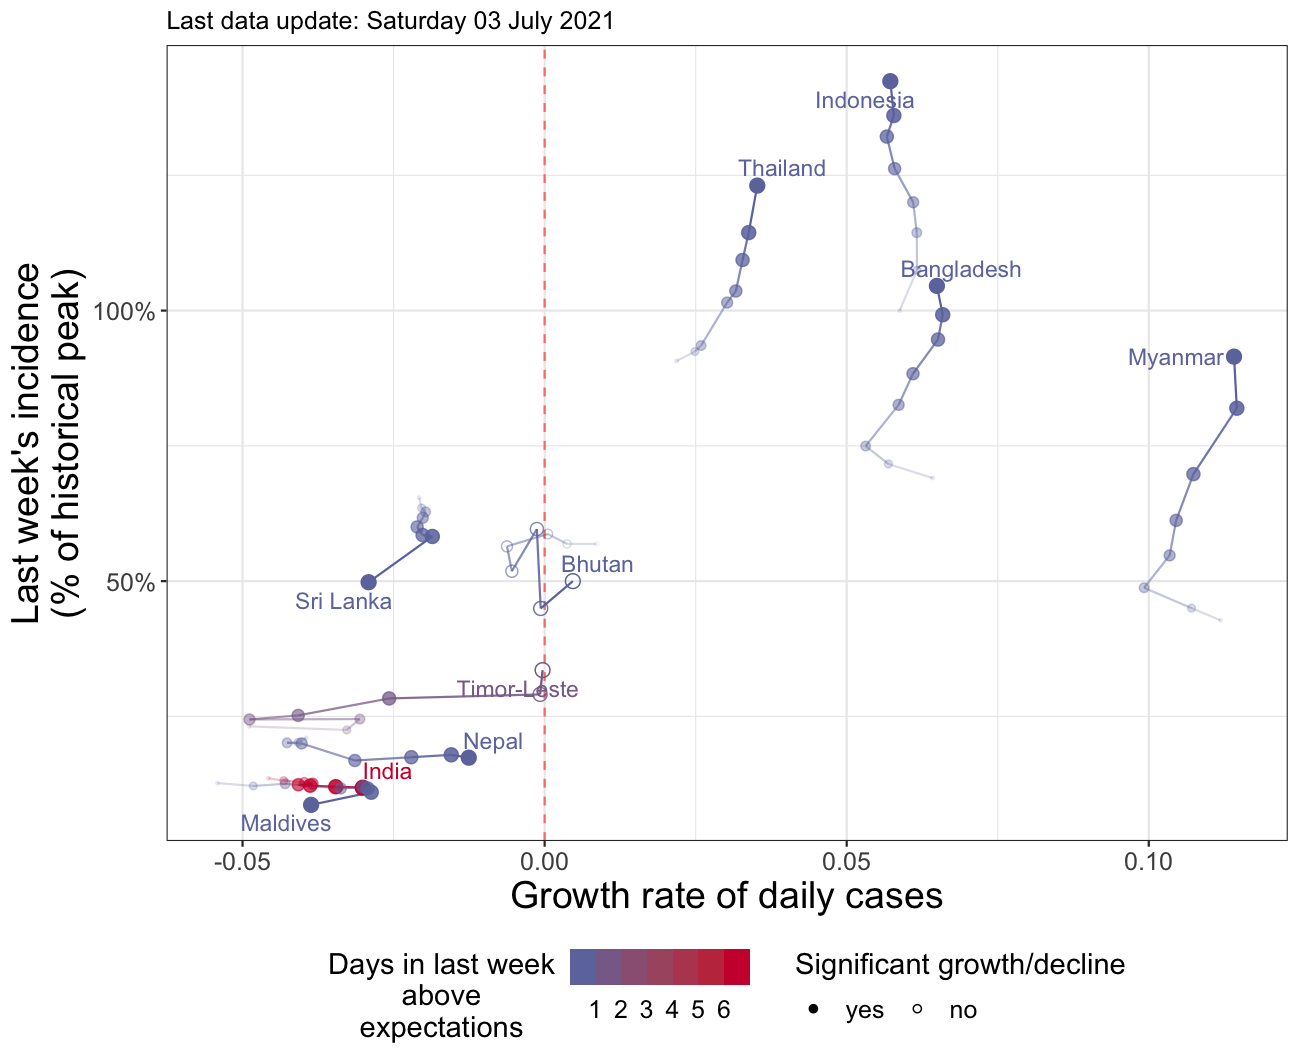 Last data update: Saturday 03 July 2021
Last week's incidence
(% of historical peak)
100%
50%
Indonesia
Thailand
Bangladesh
Myanmar
Sri Lanka
Bhutan
Timor-Leste
Nepal
India
Maldives
-0.05 0.00 0.05 0.10
Growth rate of daily cases
Days in last week
above
expectations
1 2 3 4 5 6
Significant growth/decline
yes no